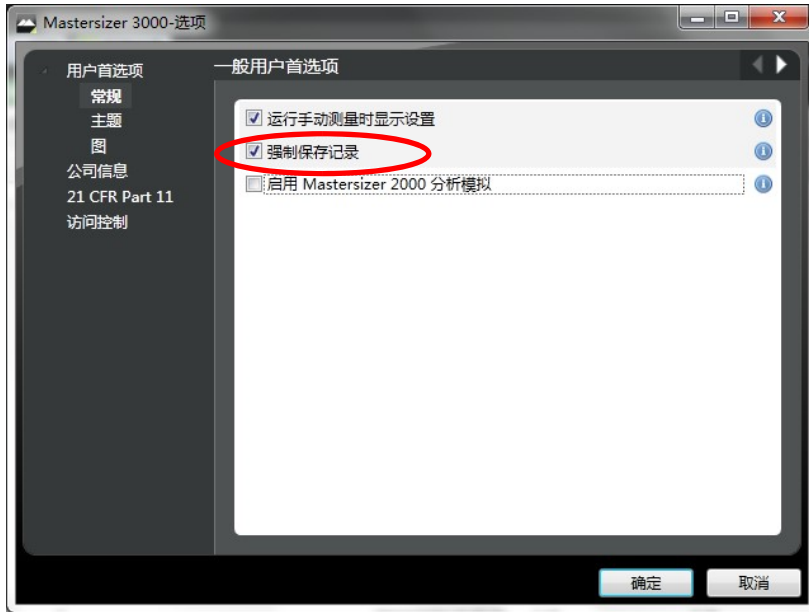 Mastersizer 3000-选项
用户首选项
常规
主题
图
公司信息
21 CFR Part 11
访问控制
一般用户首选项
运行手动测量时显示设置
强制保存记录
启用 Mastersizer 2000 分析模拟
确定
取消